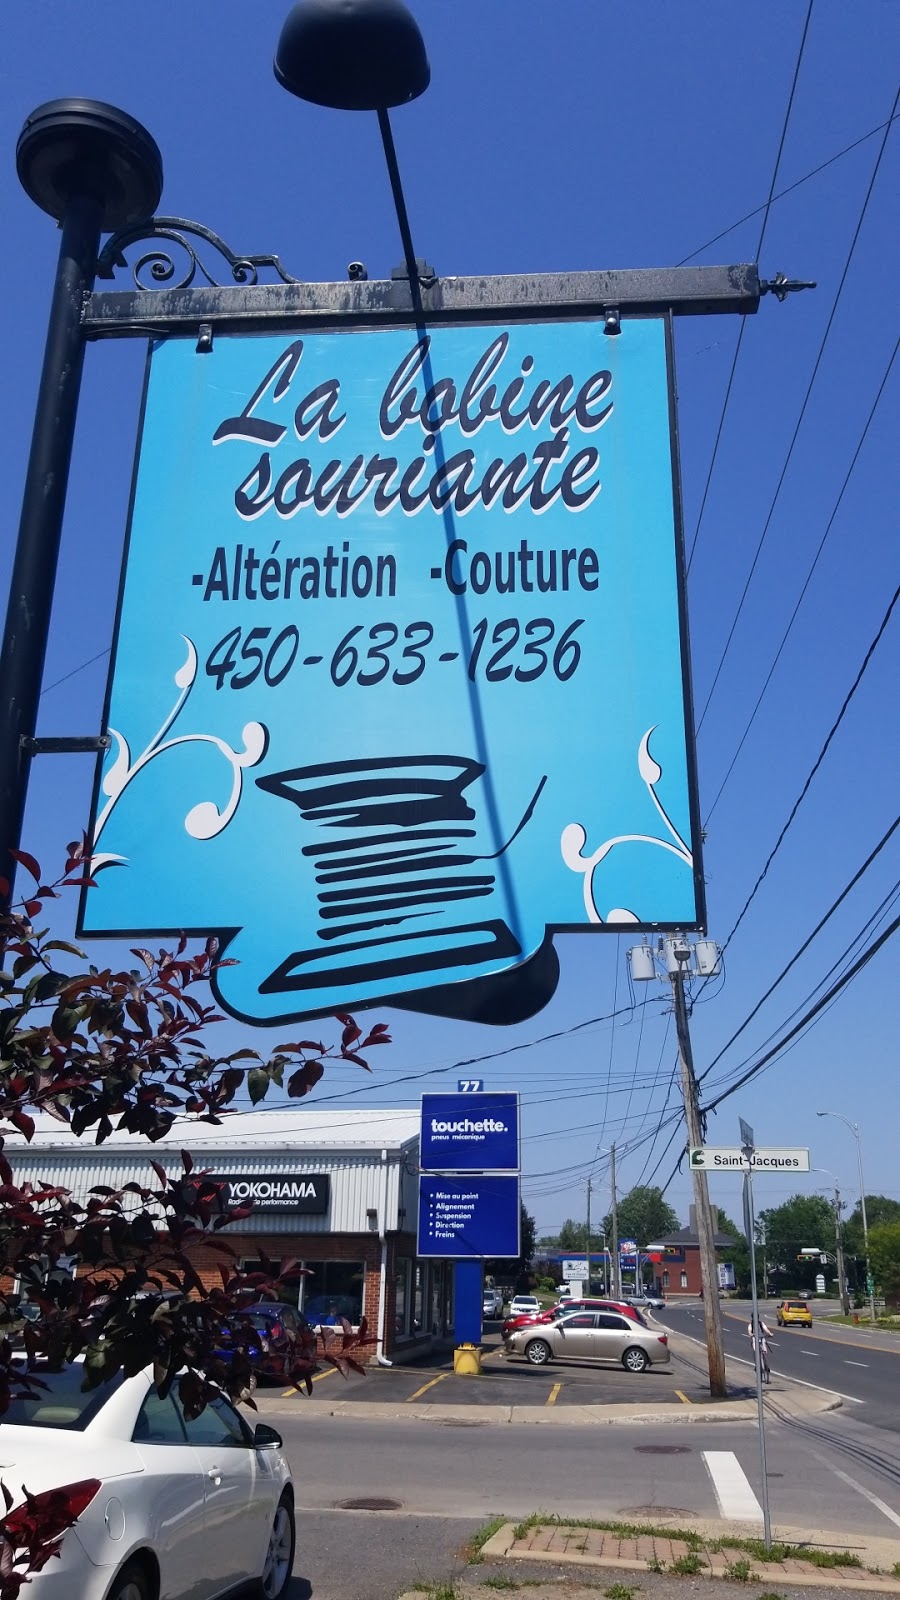 La bobine
souriante
-Altération -Couture
450-633-1236
77
touchette.
pneus mécanique
• Mise au point
• Alignement
• Suspension
• Direction
• Freins
YOKOHAMA
performance
Saint-Jacques